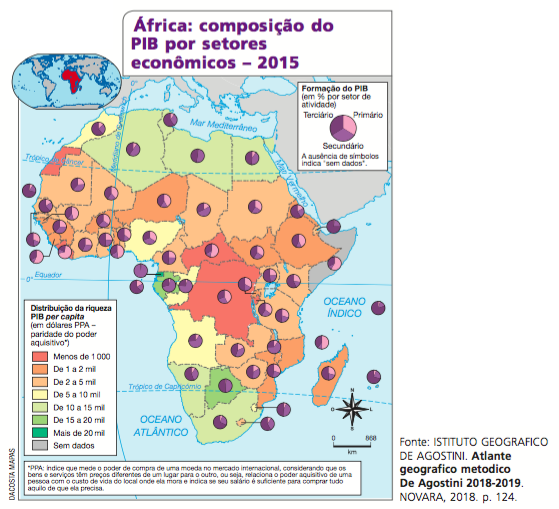 África: composição do
PIB por setores
econômicos – 2015
Formação do PIB
(em % por setor de
atividade)
Terciário
Primário
Secundário
A ausência de símbolos
indica "sem dados".
0°
Mar Mediterrâneo
Trópico de Câncer
Mar Vermelho
Equador
0°
OCEANO
ÍNDICO
Distribuição da riqueza
PIB per capita
(em dólares PPA –
paridade do poder
aquisitivo*)
Menos de 1 000
De 1 a 2 mil
De 2 a 5 mil
De 5 a 10 mil
De 10 a 15 mil
De 15 a 20 mil
Mais de 20 mil
Sem dados
Trópico de Capricórnio
OCEANO
ATLÂNTICO
N
O
L
S
0 868
km
*PPA: índice que mede o poder de compra de uma moeda no mercado internacional, considerando que os
bens e serviços têm preços diferentes de um lugar para o outro, ou seja, relaciona o poder aquisitivo de uma
pessoa com o custo de vida do local onde ela mora e indica se seu salário é suficiente para comprar tudo
aquilo de que ela precisa.
DACOSTA MAPAS
Fonte: ISTITUTO GEOGRAFICO
DE AGOSTINI. Atlante
geografico metodico
De Agostini 2018-2019.
NOVARA, 2018. p. 124.